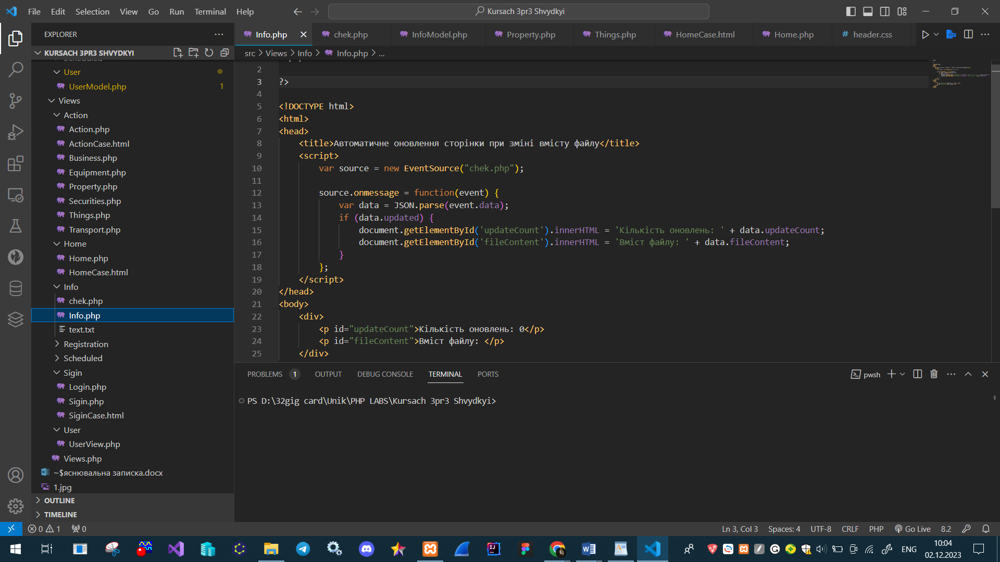 File Edit Selection View Go Run Terminal Help
Kursach 3pr3 Shvydkyi
EXPLORER
KURSACH 3PR3 SHVYDKYI
Scheduled
User
UserModel.php 1
Views
Action
Action.php
ActionCase.html
Business.php
Equipment.php
Property.php
Securities.php
Things.php
Transport.php
Home
Home.php
HomeCase.html
Info
chek.php
Info.php
text.txt
Registration
Scheduled
Sigin
Login.php
Sigin.php
SiginCase.html
User
UserView.php
Views.php
~$яснювальна записка.docx
1.jpg
OUTLINE
TIMELINE
Info.php chek.php InfoModel.php Property.php Things.php HomeCase.html Home.php header.css
src > Views > Info > Info.php > ...
2
3 ?>
4
5 <!DOCTYPE html>
6 <html>
7 <head>
8 <title>Автоматичне оновлення сторінки при зміні вмісту файлу</title>
9 <script>
10 var source = new EventSource("chek.php");
11
12 source.onmessage = function(event) {
13 var data = JSON.parse(event.data);
14 if (data.updated) {
15 document.getElementById('updateCount').innerHTML = 'Кількість оновлень: ' + data.updateCount;
16 document.getElementById('fileContent').innerHTML = 'Вміст файлу: ' + data.fileContent;
17 }
18 };
19 </script>
20 </head>
21 <body>
22 <div>
23 <p id="updateCount">Кількість оновлень: 0</p>
24 <p id="fileContent">Вміст файлу: </p>
25 </div>
PROBLEMS 1 OUTPUT DEBUG CONSOLE TERMINAL PORTS
pwsh
PS D:\32gig card\Unik\PHP LABS\Kursach 3pr3 Shvydkyi>
0 1 0
Ln 3, Col 3 Spaces: 4 UTF-8 CRLF PHP Go Live 8.2
ENG
10:04
02.12.2023